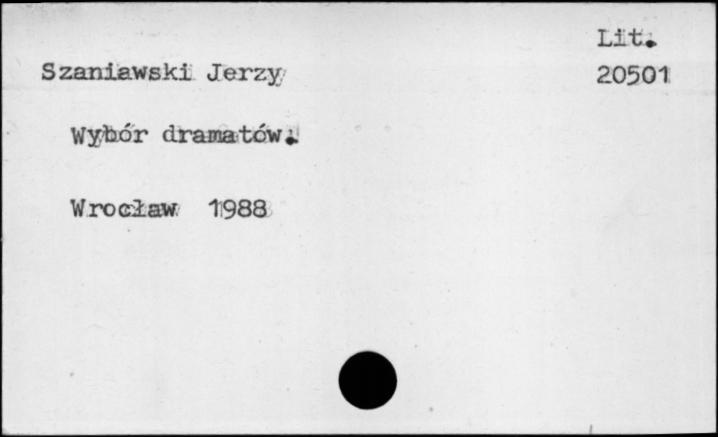 Lit.
Szaniawski Jerzy 20501
Wybór dramatów.
Wrocław 1988